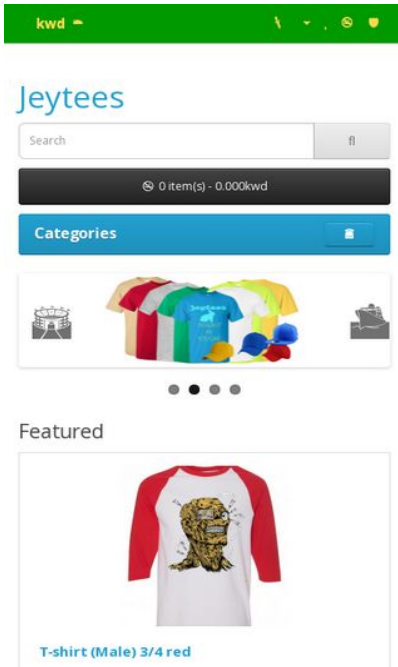 kwd
Jeytees
Search
0 item(s) - 0.000kwd
Categories
Jeytees
Featured
T-shirt (Male) 3/4 red